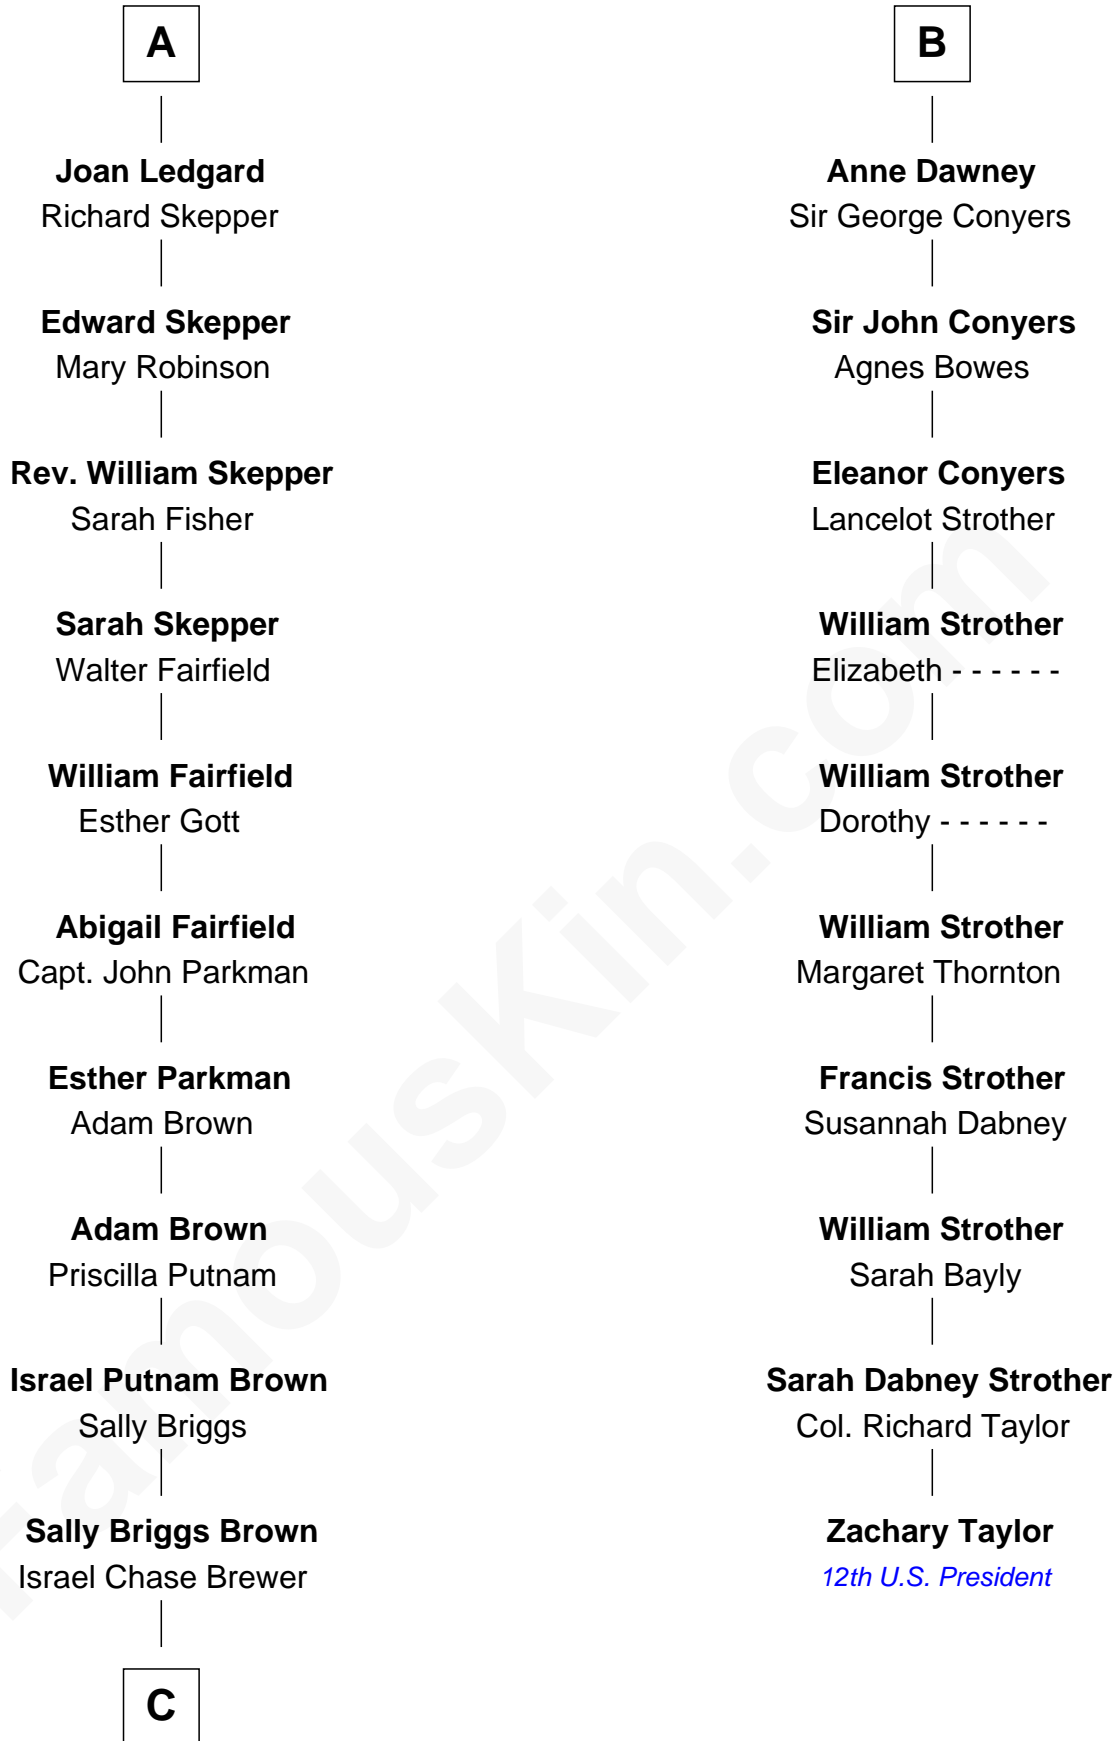 A
Joan Ledgard
Richard Skepper
Edward Skepper
Mary Robinson
Rev. William Skepper
Sarah Fisher
Sarah Skepper
Walter Fairfield
William Fairfield
Esther Gott
Abigail Fairfield
Capt. John Parkman
Esther Parkman
Adam Brown
Adam Brown
Priscilla Putnam
Israel Putnam Brown
Sally Briggs
Sally Briggs Brown
Israel Chase Brewer
C
B
Anne Dawney
Sir George Conyers
Sir John Conyers
Agnes Bowes
Eleanor Conyers
Lancelot Strother
William Strother
Elizabeth - - - - - -
William Strother
Dorothy - - - - - -
William Strother
Margaret Thornton
Francis Strother
Susannah Dabney
William Strother
Sarah Bayly
Sarah Dabney Strother
Col. Richard Taylor
Zachary Taylor
12th U.S. President
FamousKin.com